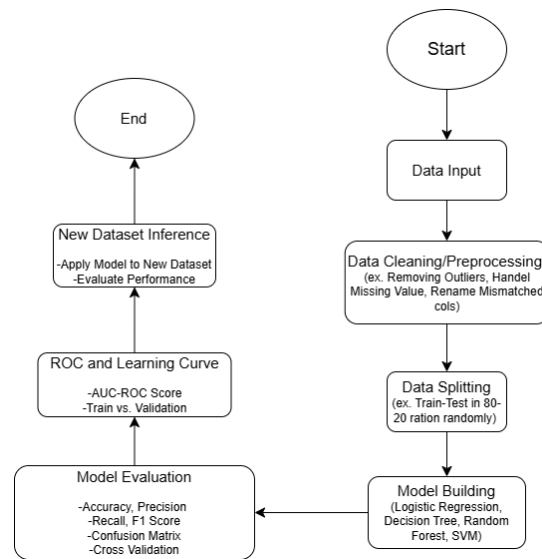 Start
Data Input
Data Cleaning/Preprocessing
(ex. Removing Outliers, Handel
Missing Value, Rename Mismatched
cols)
Data Splitting
(ex. Train-Test in 80-
20 ration randomly)
Model Building
(Logistic Regression,
Decision Tree, Random
Forest, SVM)
Model Evaluation
-Accuracy, Precision
-Recall, F1 Score
-Confusion Matrix
-Cross Validation
ROC and Learning Curve
-AUC-ROC Score
-Train vs. Validation
New Dataset Inference
-Apply Model to New Dataset
-Evaluate Performance
End